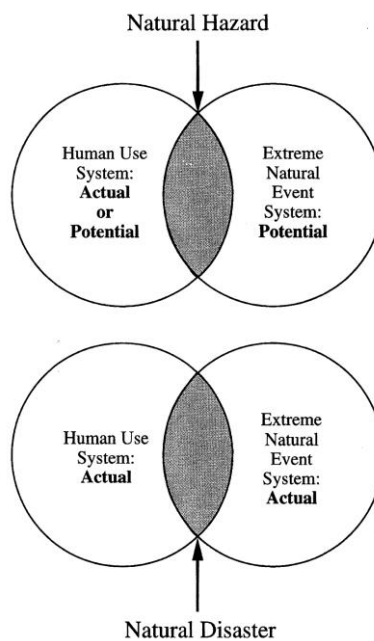 Natural Hazard
Human Use
System:
Actual
or
Potential
Extreme
Natural
Event
System:
Potential
Human Use
System:
Actual
Extreme
Natural
Event
System:
Actual
Natural Disaster